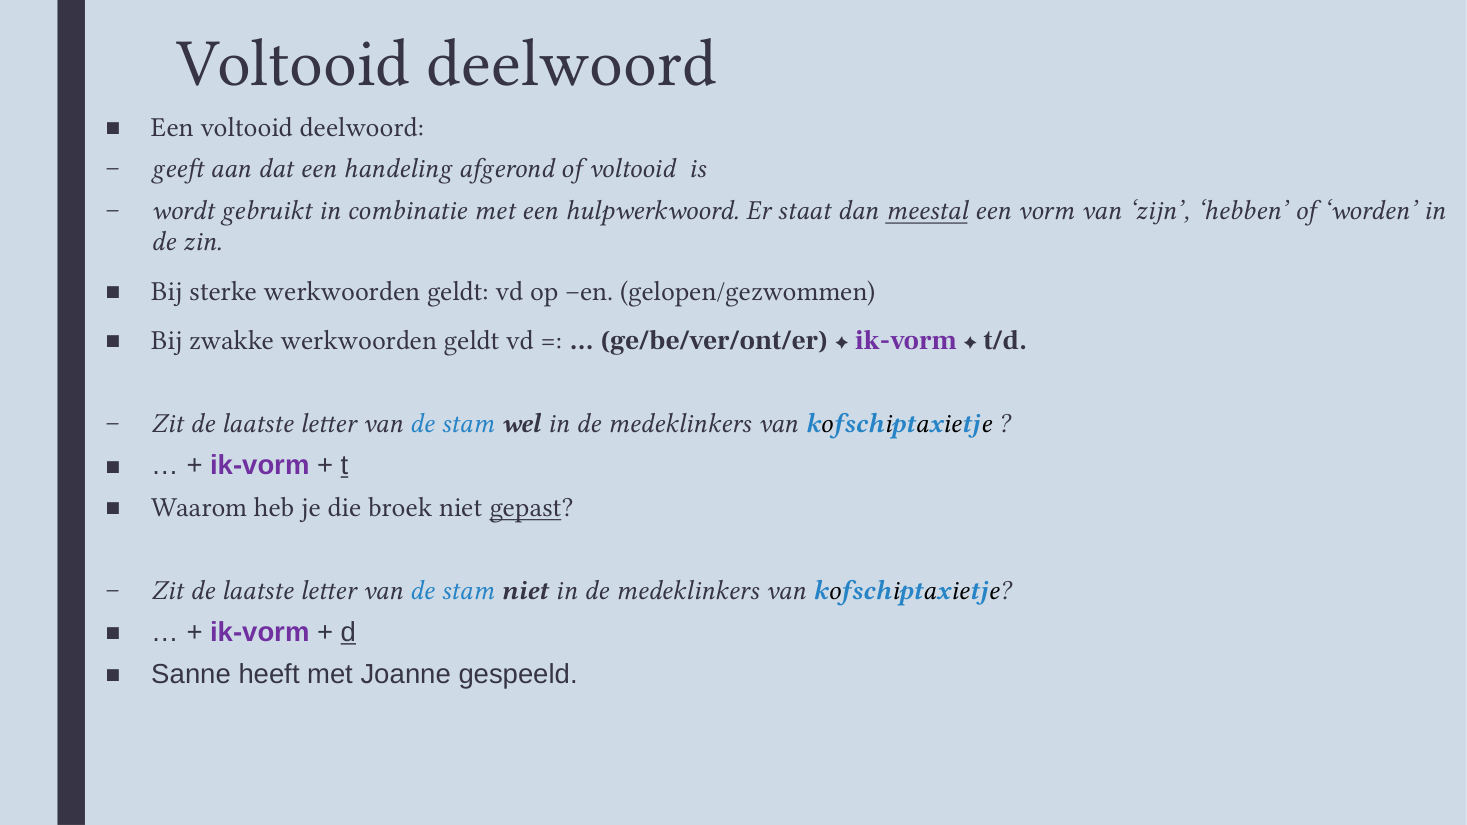 Voltooid deelwoord
▪ Een voltooid deelwoord:
– geeft aan dat een handeling afgerond of voltooid  is
– wordt gebruikt in combinatie met een hulpwerkwoord. Er staat dan meestal een vorm van ‘zijn’, ‘hebben’ of ‘worden’ in
de zin.
▪ Bij sterke werkwoorden geldt: vd op –en. (gelopen/gezwommen)
▪ Bij zwakke werkwoorden geldt vd =: … (ge/be/ver/ont/er) ✦ ik-vorm ✦ t/d.
– Zit de laatste letter van de stam wel in de medeklinkers van kofschiptaxietje ?
▪ … + ik-vorm + t
▪ Waarom heb je die broek niet gepast?
– Zit de laatste letter van de stam niet in de medeklinkers van kofschiptaxietje?
▪ … + ik-vorm + d
▪ Sanne heeft met Joanne gespeeld.